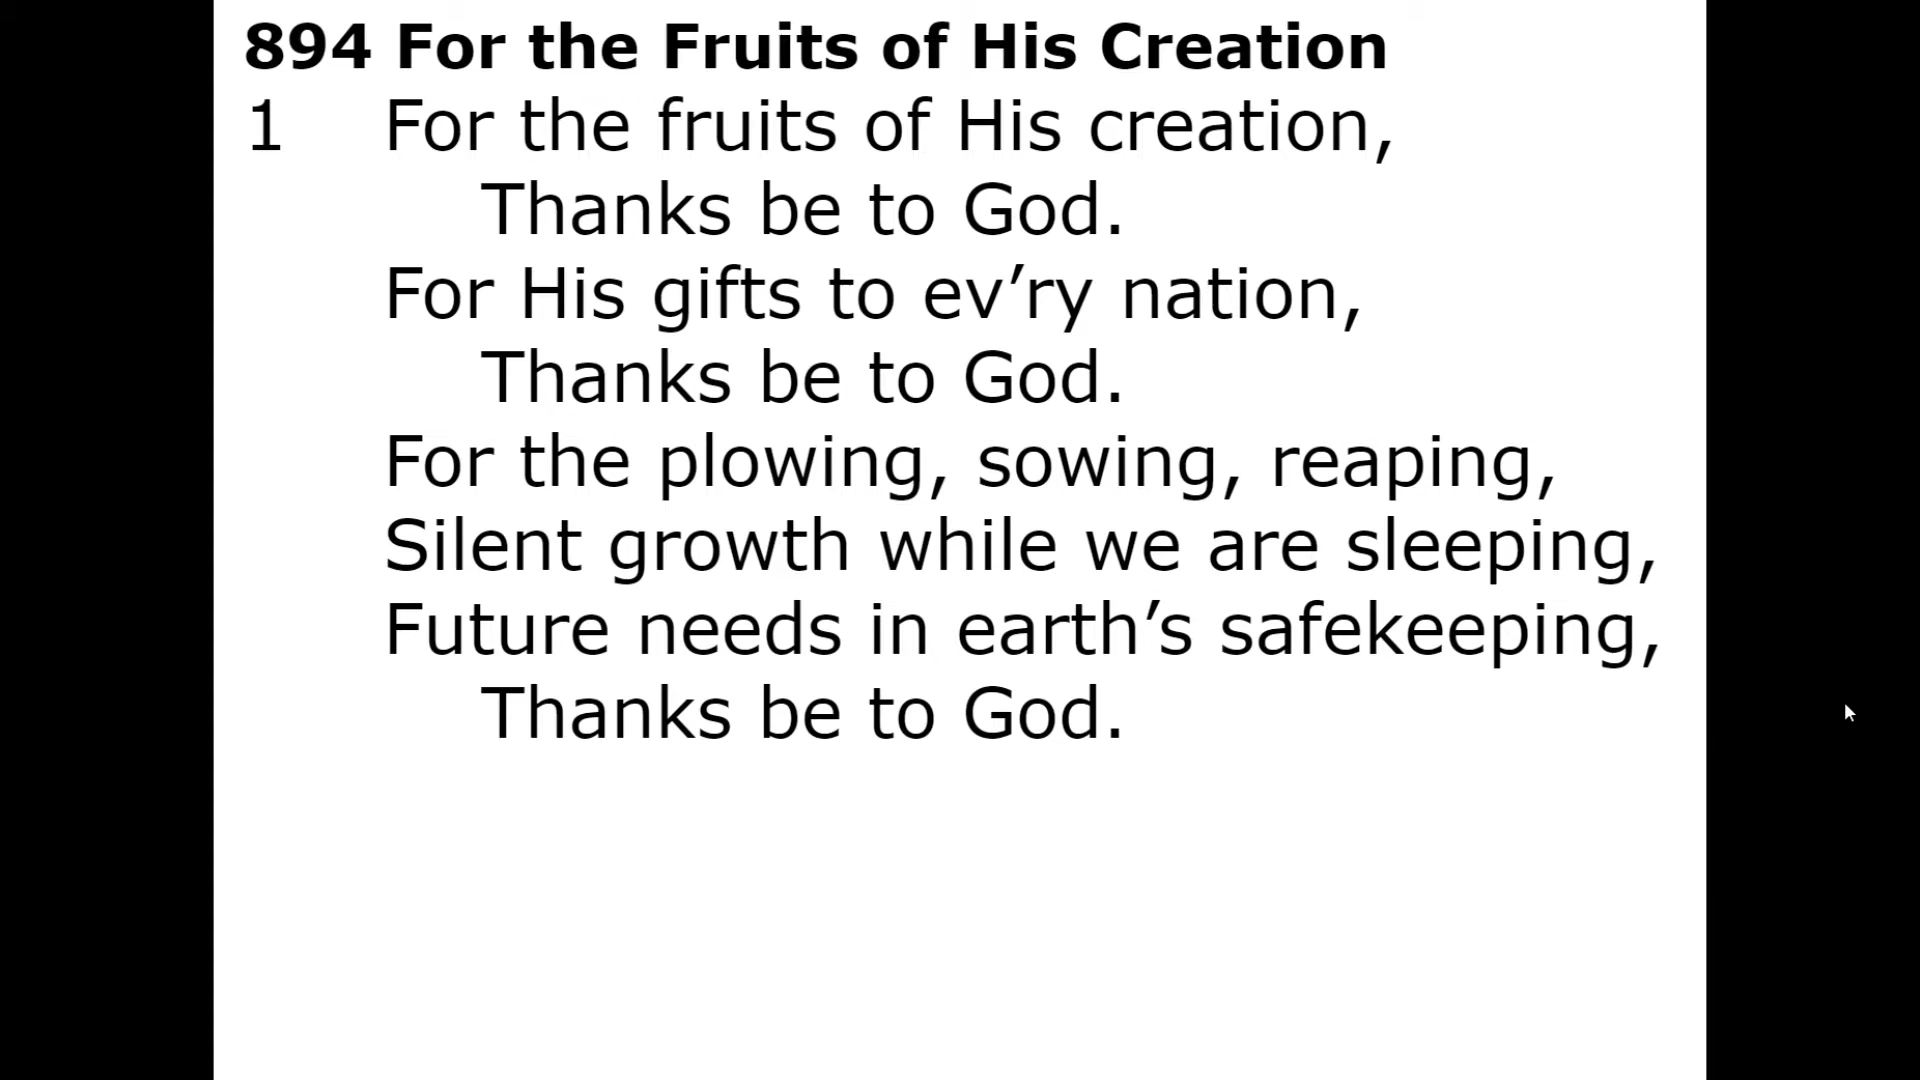 894 For the Fruits of His Creation
1 For the fruits of His creation,
Thanks be to God.
For His gifts to ev’ry nation,
Thanks be to God.
For the plowing, sowing, reaping,
Silent growth while we are sleeping,
Future needs in earth’s safekeeping,
Thanks be to God.